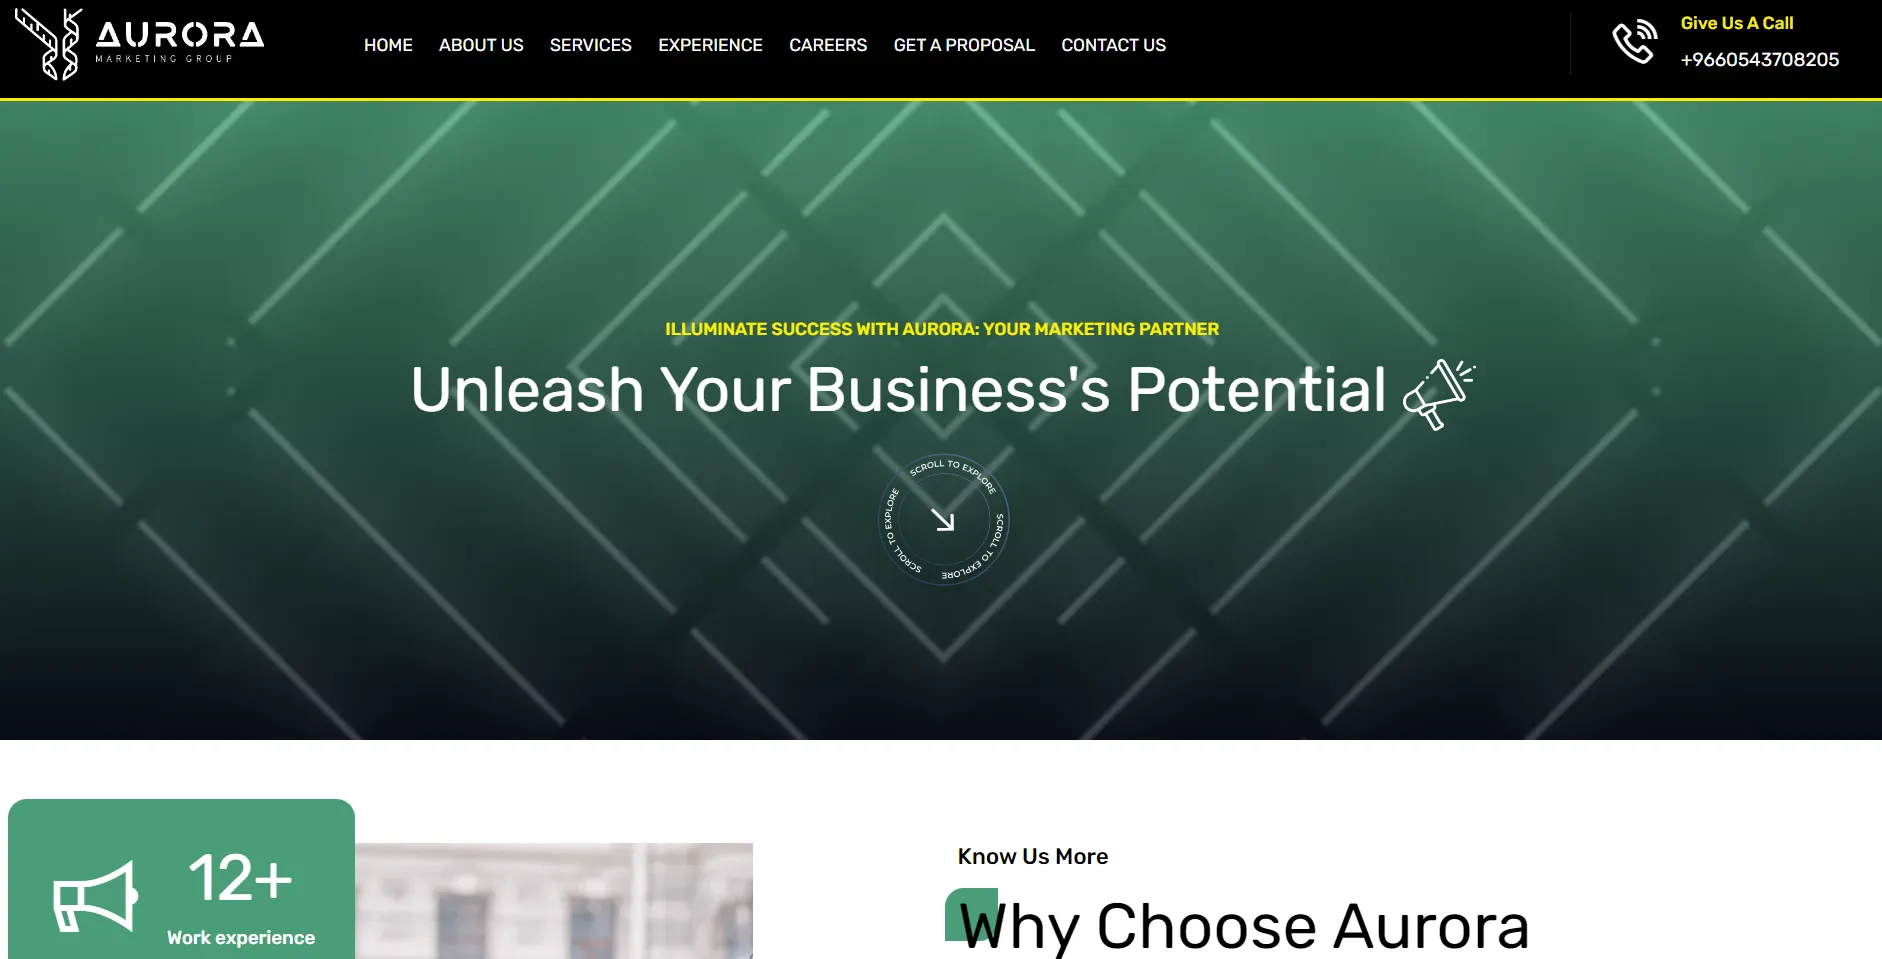 AURORA
MARKETING GROUP
HOME ABOUT US SERVICES EXPERIENCE CAREERS GET A PROPOSAL CONTACT US
Give Us A Call
+9660543708205
ILLUMINATE SUCCESS WITH AURORA: YOUR MARKETING PARTNER
Unleash Your Business's Potential
SCROLL TO EXPLORE
SCROLL TO EXPLORE
SCROLL TO EXPLORE
12+
Work experience
Know Us More
Why Choose Aurora